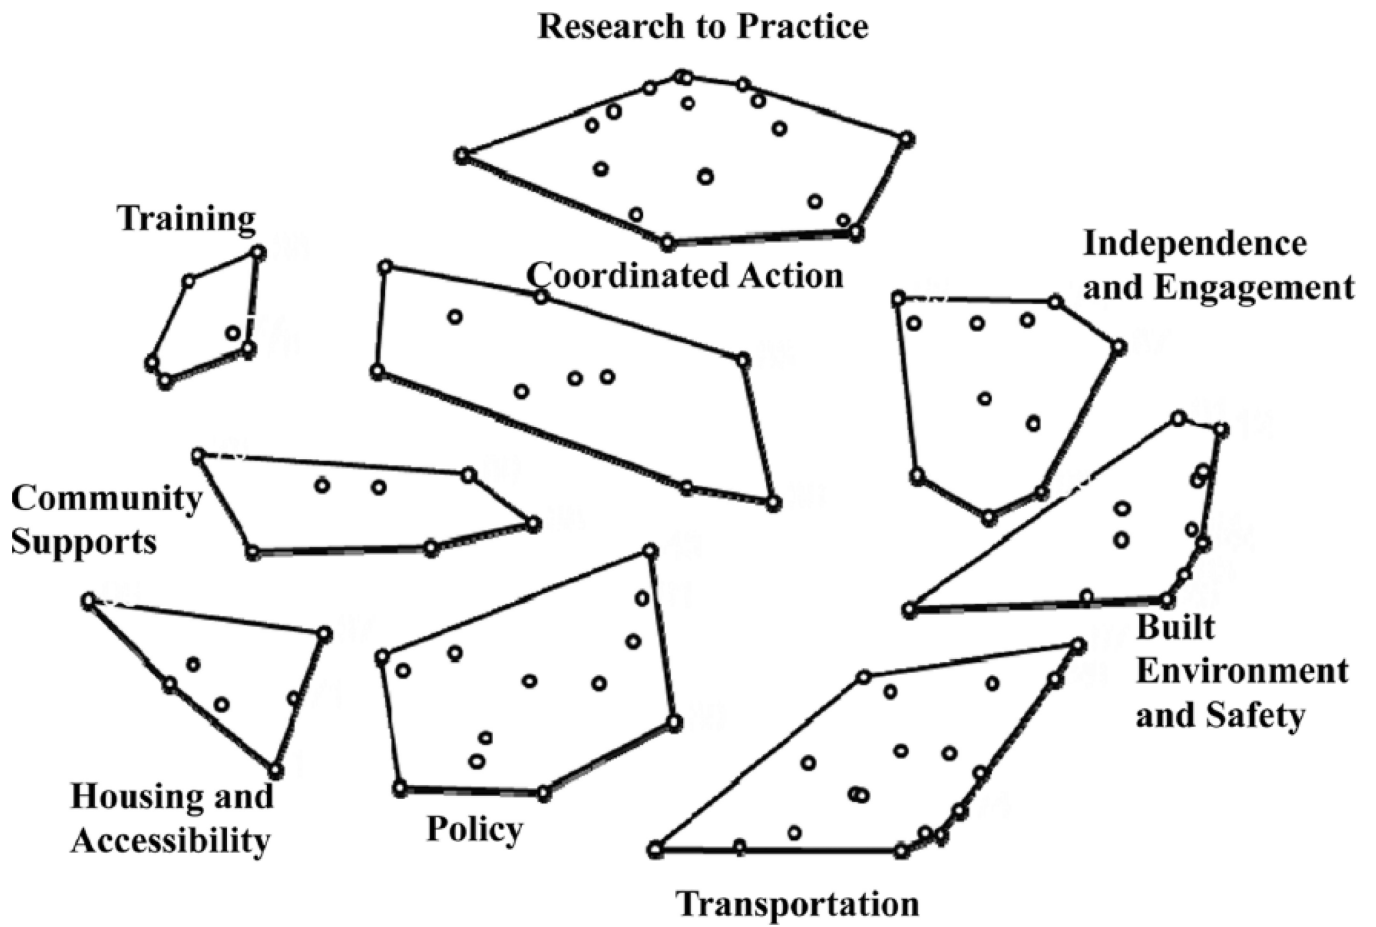 Research to Practice
Training
Coordinated Action
Independence
and Engagement
Community
Supports
Built
Environment
and Safety
Housing and
Accessibility
Policy
Transportation